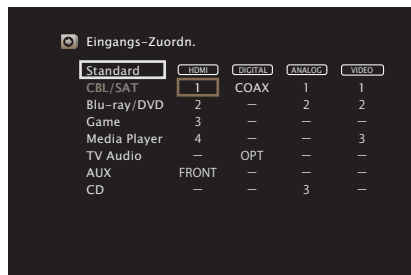 Eingangs-Zuordn.
Standard HDMI DIGITAL ANALOG VIDEO
CBL/SAT 1 COAX 1 1
Blu-ray/DVD 2 – 2 2
Game 3 – – –
Media Player 4 – – 3
TV Audio – OPT – –
AUX FRONT – – –
CD – – 3 –